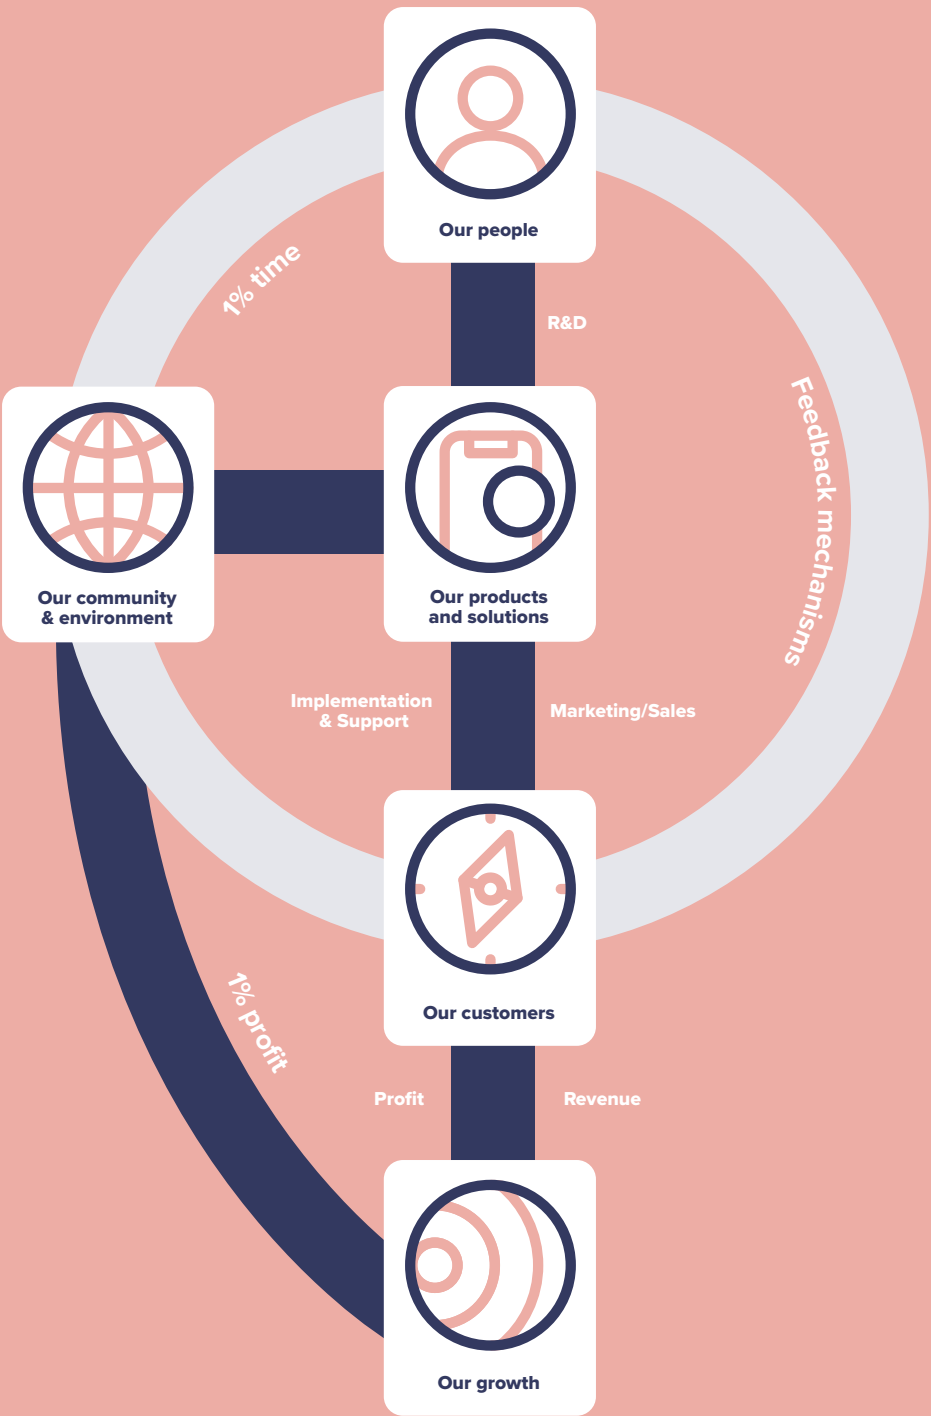 Our people
1% time
R&D
Feedback mechanisms
Our community
& environment
Our products
and solutions
Implementation
& Support
Marketing/Sales
Our customers
1% profit
Profit
Revenue
Our growth